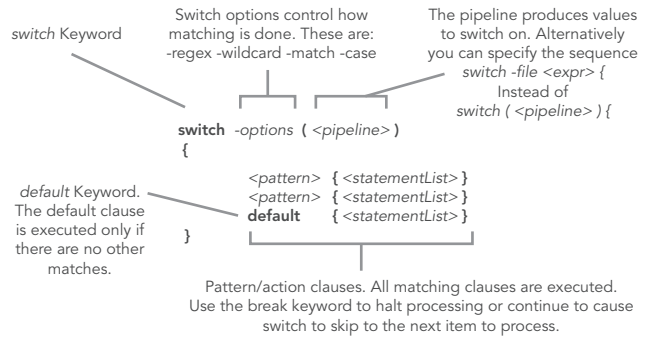 switch Keyword
Switch options control how
matching is done. These are:
-regex -wildcard -match -case
The pipeline produces values
to switch on. Alternatively
you can specify the sequence
switch -file <expr> {
Instead of
switch ( <pipeline> ) {
switch -options ( <pipeline> )
{
<pattern> { <statementList> }
<pattern> { <statementList> }
default { <statementList> }
}
default Keyword.
The default clause
is executed only if
there are no other
matches.
Pattern/action clauses. All matching clauses are executed.
Use the break keyword to halt processing or continue to cause
switch to skip to the next item to process.